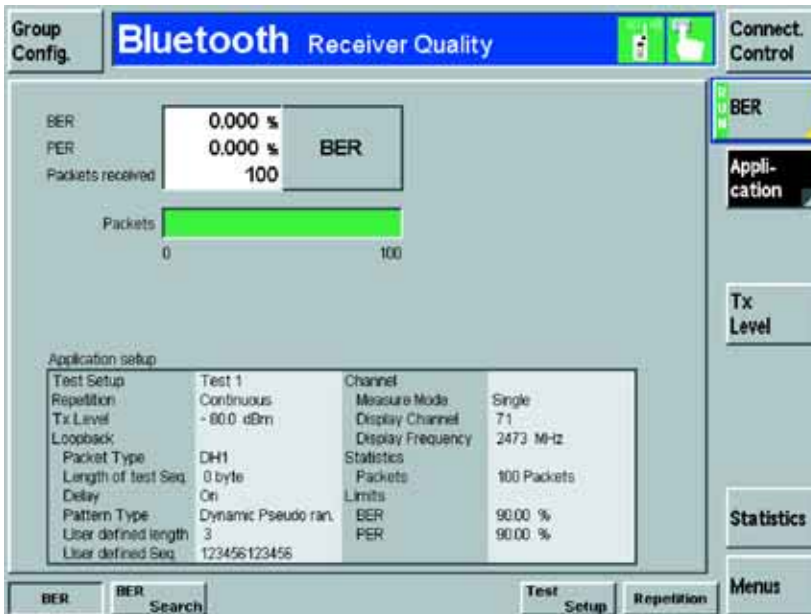 Group Config.
Bluetooth Receiver Quality
Connect. Control
BER 0.000 %
PER 0.000 %
Packets received 100
BER
RUN
BER
Appli-
cation
Packets
0 100
Tx
Level
Application setup
Test Setup Test 1 Channel
Repetition Continuous Measure Mode Single
Tx Level - 80.0 dBm Display Channel 71
Loopback Display Frequency 2473 MHz
Packet Type DH1 Statistics
Length of test Seq. 0 byte Packets 100 Packets
Delay On Limits
Pattern Type Dynamic Pseudo ran. BER 90.00 %
User defined length 3 PER 90.00 %
User defined Seq. 123456123456
Statistics
Menus
BER
BER Search
Test Setup
Repetition